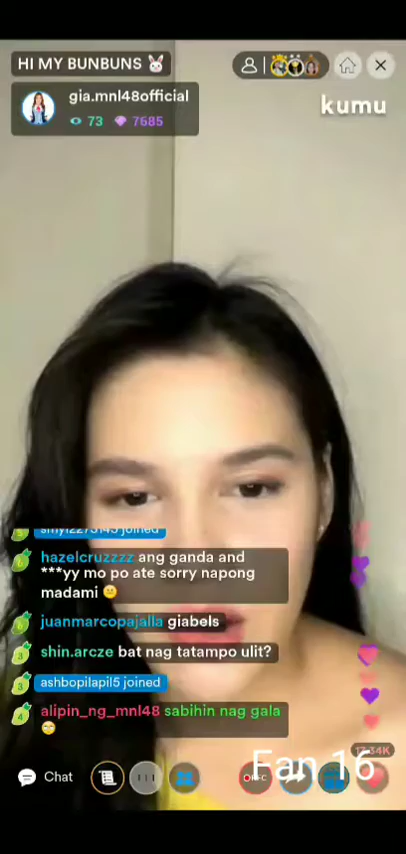 HI MY BUNBUNS 🐰
gia.mnl48official
73 7685
kumu
joined
hazelcruzzzz ang ganda and
***yy mo po ate sorry napong
madami 😕
juanmarcopajalla giabels
shin.arcze bat nag tatampo ulit?
ashbopilapil5 joined
alipin_ng_mnl48 sabihin nag gala
🙄
Chat
Fan 16